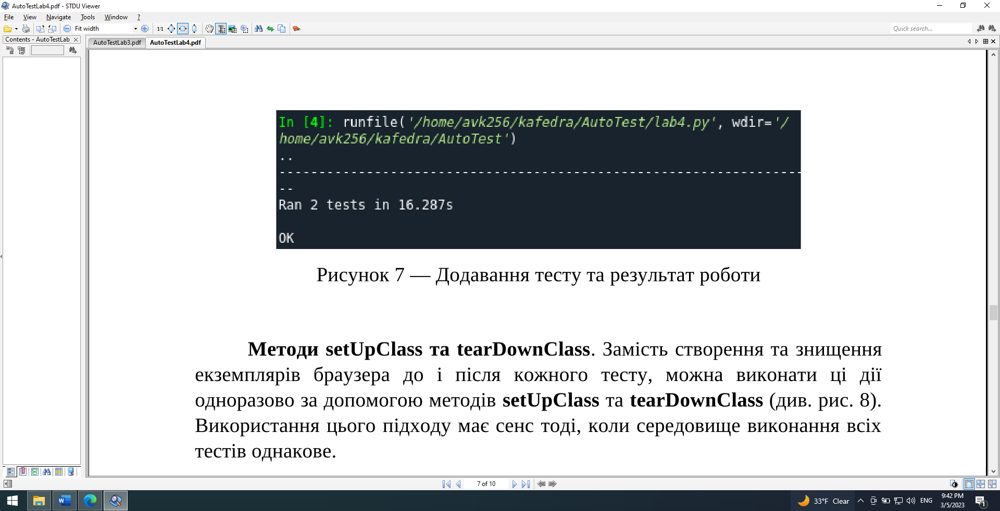 AutoTestLab4.pdf - STDU Viewer
File View Navigate Tools Window ?
Fit width
1:1
Quick search...
Contents - AutoTestLab
AutoTestLab3.pdf
AutoTestLab4.pdf
In [4]: runfile('/home/avk256/kafedra/AutoTest/lab4.py', wdir='/
home/avk256/kafedra/AutoTest')
..
----------------------------------------------------------------------
--
Ran 2 tests in 16.287s
OK
Рисунок 7 — Додавання тесту та результат роботи
Методи setUpClass та tearDownClass. Замість створення та знищення
екземплярів браузера до і після кожного тесту, можна виконати ці дії
одноразово за допомогою методів setUpClass та tearDownClass (див. рис. 8).
Використання цього підходу має сенс тоді, коли середовище виконання всіх
тестів однакове.
7 of 10
33°F Clear
ENG
9:42 PM
3/5/2023
1